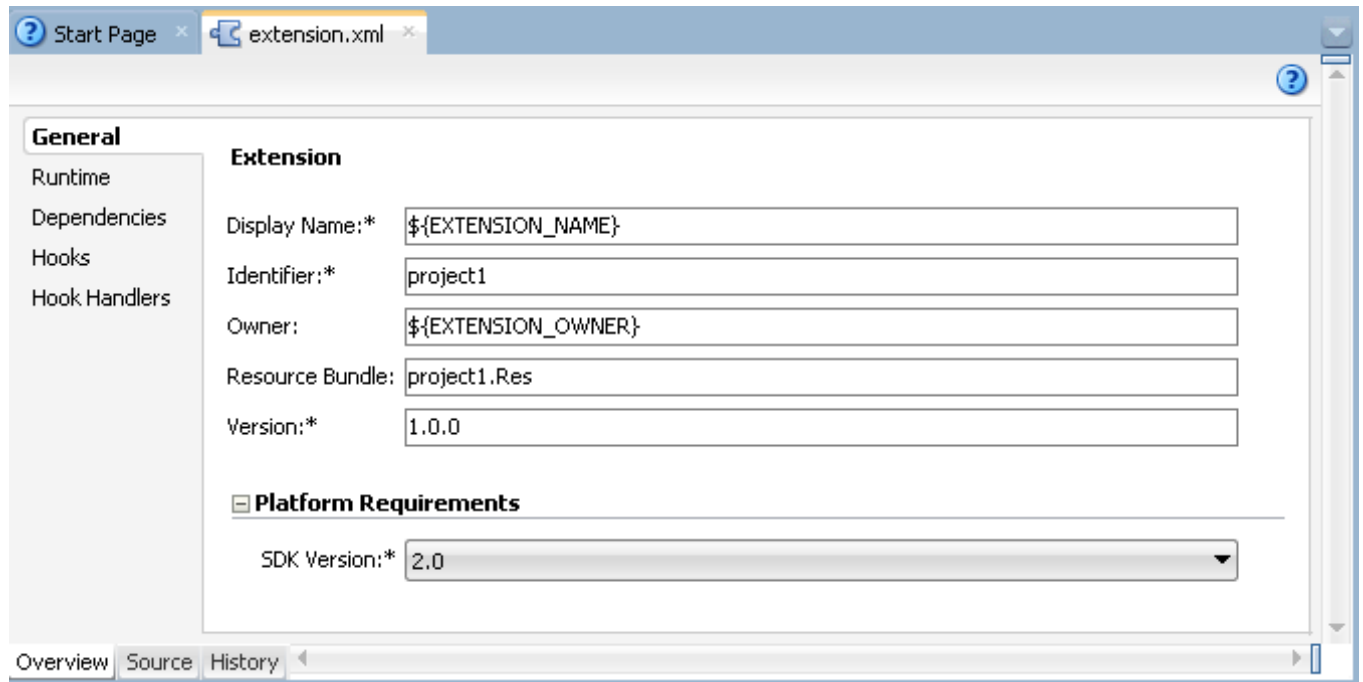 Start Page
extension.xml
General
Runtime
Dependencies
Hooks
Hook Handlers
Extension
Display Name:* ${EXTENSION_NAME}
Identifier:* project1
Owner: ${EXTENSION_OWNER}
Resource Bundle: project1.Res
Version:* 1.0.0
Platform Requirements
SDK Version:* 2.0
Overview Source History